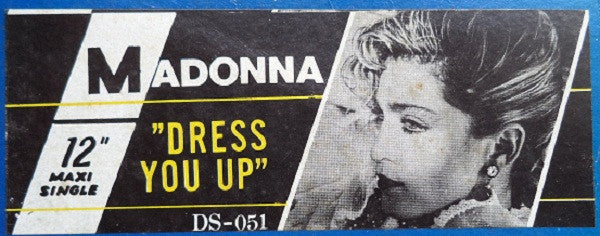 MADONNA
12"
MAXI
SINGLE
"DRESS
YOU UP"
DS-051